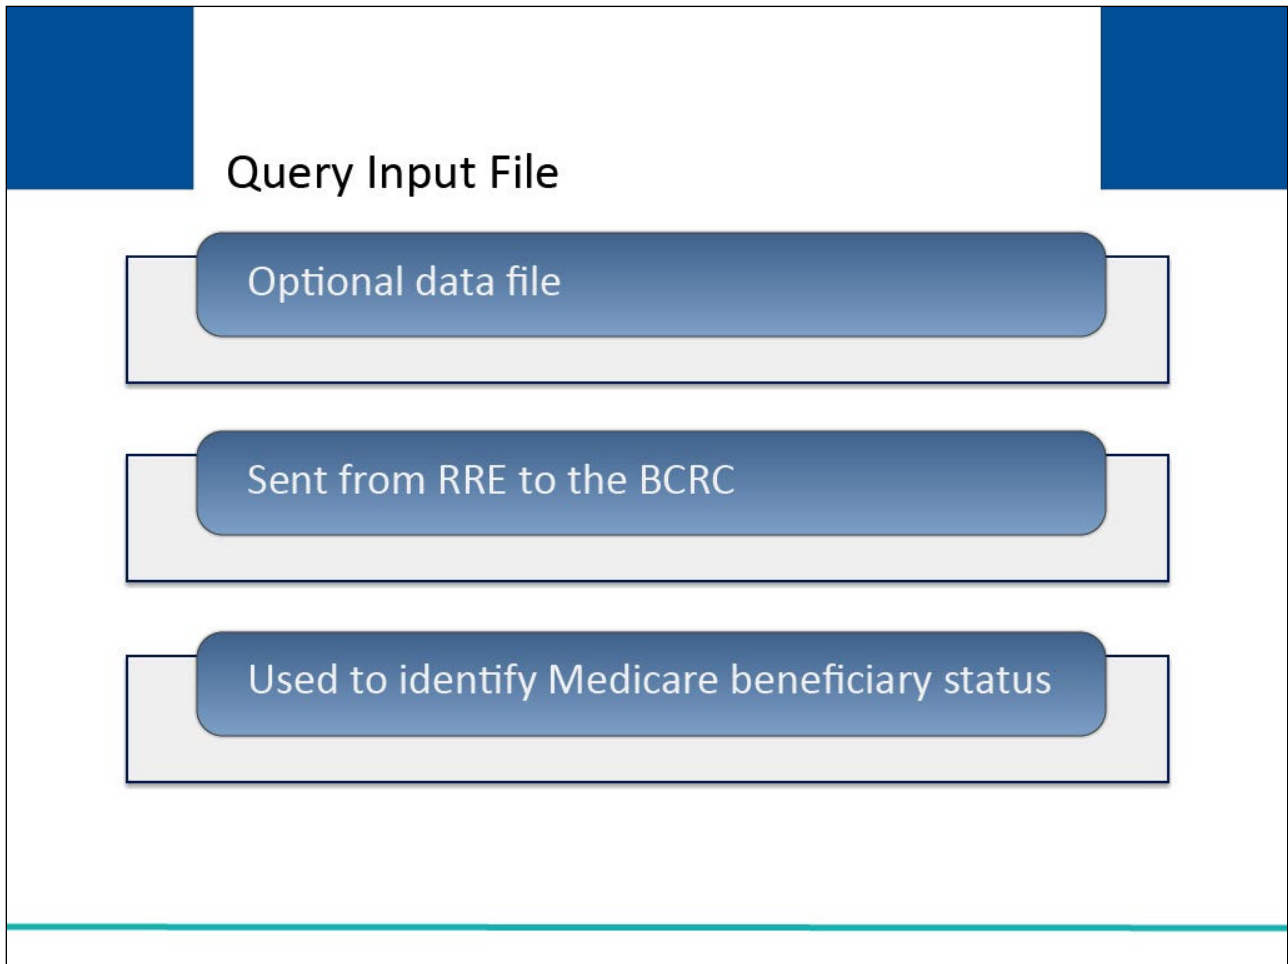 Query Input File
Optional data file
Sent from RRE to the BCRC
Used to identify Medicare beneficiary status